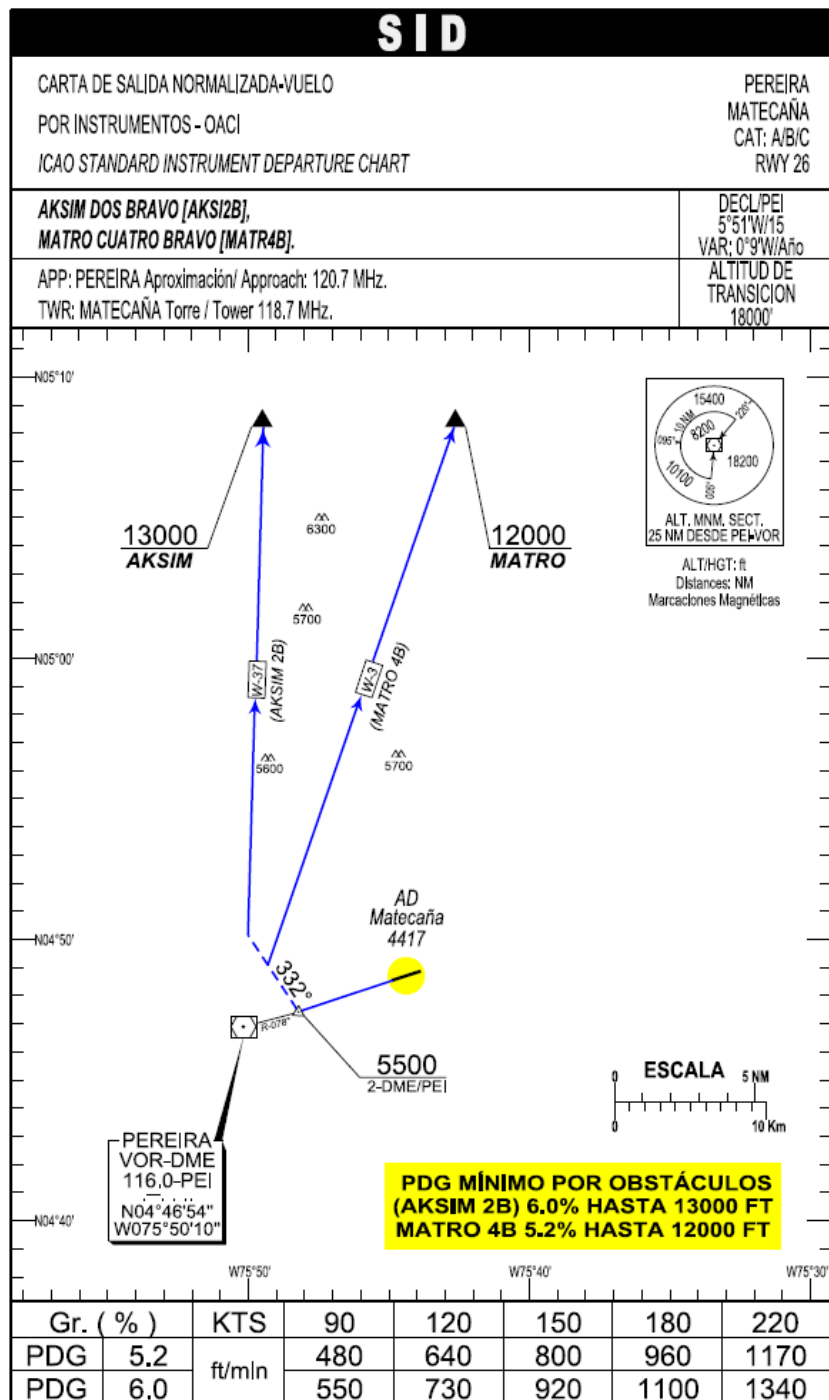 SID
CARTA DE SALIDA NORMALIZADA-VUELO
POR INSTRUMENTOS - OACI
ICAO STANDARD INSTRUMENT DEPARTURE CHART
PEREIRA
MATECAÑA
CAT: A/B/C
RWY 26
AKSIM DOS BRAVO [AKSI2B],
MATRO CUATRO BRAVO [MATR4B].
DECL/PEI
5°51'W/15
VAR; 0°9'W/Año
APP: PEREIRA Aproximación/ Approach: 120.7 MHz.
TWR: MATECAÑA Torre / Tower 118.7 MHz.
ALTITUD DE
TRANSICION
18000'
N05°10'
15400
10 NM
220°
095°
8200
18200
10100
005°
ALT. MNM. SECT.
25 NM DESDE PEI-VOR
ALT/HGT: ft
Distances: NM
Marcaciones Magnéticas
13000
AKSIM
6300
12000
MATRO
5700
N05°00'
W-37
(AKSIM 2B)
W-3
(MATRO 4B)
5600
5700
AD
Matecaña
4417
N04°50'
332°
R-078°
5500
2-DME/PEI
ESCALA
0
5 NM
0
10 Km
PEREIRA
VOR-DME
116.0-PEI
N04°46'54"
W075°50'10"
PDG MÍNIMO POR OBSTÁCULOS
(AKSIM 2B) 6.0% HASTA 13000 FT
MATRO 4B 5.2% HASTA 12000 FT
N04°40'
W75°50'
W75°40'
W75°30'
Gr. ( % ) KTS 90 120 150 180 220
PDG 5.2 ft/min 480 640 800 960 1170
PDG 6.0 550 730 920 1100 1340